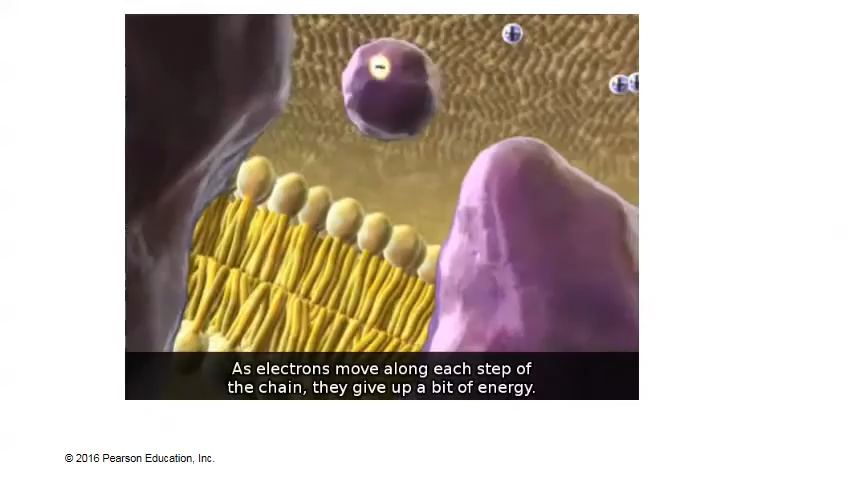 As electrons move along each step of
the chain, they give up a bit of energy.
© 2016 Pearson Education, Inc.